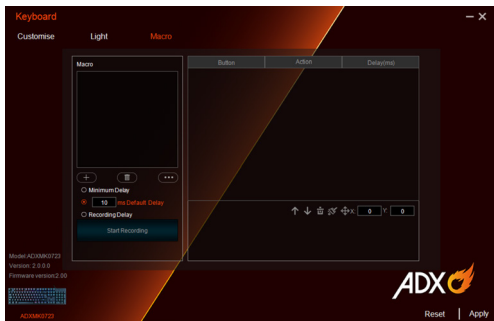 Keyboard
Customise Light Macro
Macro
Button Action Delay(ms)
Minimum Delay
10 ms Default Delay
Recording Delay
Start Recording
X: 0 Y: 0
Model:ADXMK0723
Version: 2.0.0.0
Firmware version:2.00
ADXMK0723
ADX
Reset | Apply